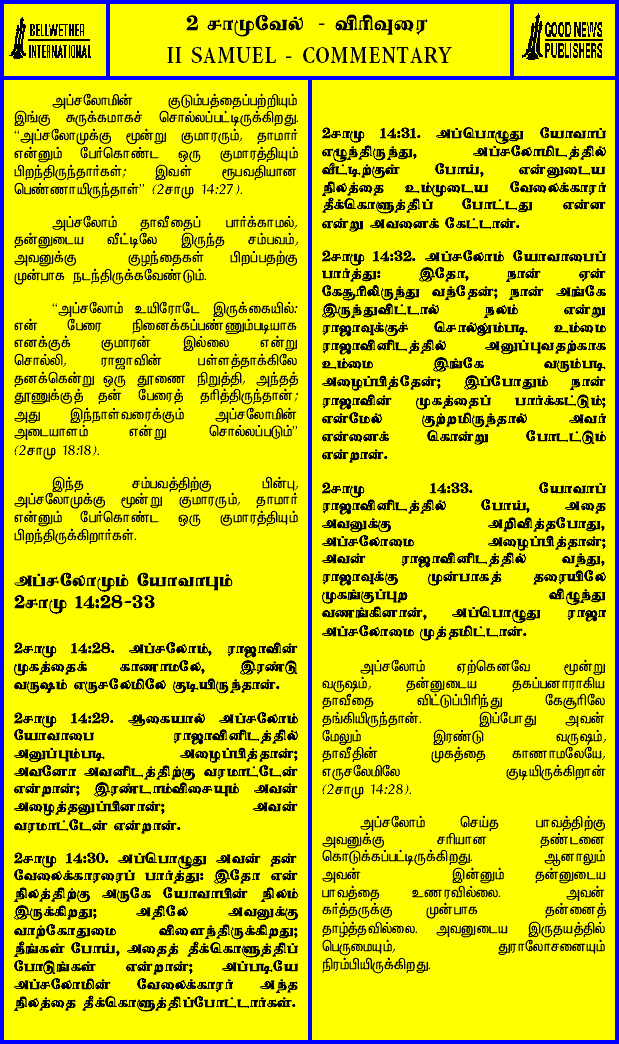 BELLWETHER
INTERNATIONAL
2 சாமுவேல் - விரிவுரை
II SAMUEL - COMMENTARY
GOOD NEWS
PUBLISHERS
அப்சலோமின் குடும்பத்தைப்பற்றியும்
இங்கு சுருக்கமாகச் சொல்லப்பட்டிருக்கிறது.
“அப்சலோமுக்கு மூன்று குமாரரும், தாமார்
என்னும் பேர்கொண்ட ஒரு குமாரத்தியும்
பிறந்திருந்தார்கள்; இவள் ரூபவதியான
பெண்ணாயிருந்தாள்” (2சாமு 14:27).
அப்சலோம் தாவீதைப் பார்க்காமல்,
தன்னுடைய வீட்டிலே இருந்த சம்பவம்,
அவனுக்கு குழந்தைகள் பிறப்பதற்கு
முன்பாக நடந்திருக்கவேண்டும்.
“அப்சலோம் உயிரோடே இருக்கையில்:
என் பேரை நினைக்கப்பண்ணும்படியாக
எனக்குக் குமாரன் இல்லை என்று
சொல்லி, ராஜாவின் பள்ளத்தாக்கிலே
தனக்கென்று ஒரு தூணை நிறுத்தி, அந்தத்
தூணுக்குத் தன் பேரைத் தரித்திருந்தான்;
அது இந்நாள்வரைக்கும் அப்சலோமின்
அடையாளம் என்று சொல்லப்படும்”
(2சாமு 18:18).
இந்த சம்பவத்திற்கு பின்பு,
அப்சலோமுக்கு மூன்று குமாரரும், தாமார்
என்னும் பேர்கொண்ட ஒரு குமாரத்தியும்
பிறந்திருக்கிறார்கள்.
அப்சலோமும் யோவாபும்
2சாமு 14:28-33
2சாமு 14:28. அப்சலோம், ராஜாவின்
முகத்தைக் காணாமலே, இரண்டு
வருஷம் எருசலேமிலே குடியிருந்தான்.
2சாமு 14:29. ஆகையால் அப்சலோம்
யோவாபை ராஜாவினிடத்தில்
அனுப்பும்படி அழைப்பித்தான்;
அவனோ அவனிடத்திற்கு வரமாட்டேன்
என்றான்; இரண்டாம்விசையும் அவன்
அழைத்தனுப்பினான்; அவன்
வரமாட்டேன் என்றான்.
2சாமு 14:30. அப்பொழுது அவன் தன்
வேலைக்காரரைப் பார்த்து: இதோ என்
நிலத்திற்கு அருகே யோவாபின் நிலம்
இருக்கிறது; அதிலே அவனுக்கு
வாற்கோதுமை விளைந்திருக்கிறது;
நீங்கள் போய், அதைத் தீக்கொளுத்திப்
போடுங்கள் என்றான்; அப்படியே
அப்சலோமின் வேலைக்காரர் அந்த
நிலத்தை தீக்கொளுத்திப்போட்டார்கள்.
2சாமு 14:31. அப்பொழுது யோவாப்
எழுந்திருந்து, அப்சலோமிடத்தில்
வீட்டிற்குள் போய், என்னுடைய
நிலத்தை உம்முடைய வேலைக்காரர்
தீக்கொளுத்திப் போட்டது என்ன
என்று அவனைக் கேட்டான்.
2சாமு 14:32. அப்சலோம் யோவாபைப்
பார்த்து: இதோ, நான் ஏன்
கேசூரிலிருந்து வந்தேன்; நான் அங்கே
இருந்துவிட்டால் நலம் என்று
ராஜாவுக்குச் சொல்லும்படி உம்மை
ராஜாவினிடத்தில் அனுப்புவதற்காக
உம்மை இங்கே வரும்படி
அழைப்பித்தேன்; இப்போதும் நான்
ராஜாவின் முகத்தைப் பார்க்கட்டும்;
என்மேல் குற்றமிருந்தால் அவர்
என்னைக் கொன்று போடட்டும்
என்றான்.
2சாமு 14:33. யோவாப்
ராஜாவினிடத்தில் போய், அதை
அவனுக்கு அறிவித்தபோது,
அப்சலோமை அழைப்பித்தான்;
அவன் ராஜாவினிடத்தில் வந்து,
ராஜாவுக்கு முன்பாகத் தரையிலே
முகங்குப்புற விழுந்து
வணங்கினான், அப்பொழுது ராஜா
அப்சலோமை முத்தமிட்டான்.
அப்சலோம் ஏற்கெனவே மூன்று
வருஷம், தன்னுடைய தகப்பனாராகிய
தாவீதை விட்டுப்பிரிந்து கேசூரிலே
தங்கியிருந்தான். இப்போது அவன்
மேலும் இரண்டு வருஷம்,
தாவீதின் முகத்தை காணாமலேயே,
எருசலேமிலே குடியிருக்கிறான்
(2சாமு 14:28).
அப்சலோம் செய்த பாவத்திற்கு
அவனுக்கு சரியான தண்டனை
கொடுக்கப்பட்டிருக்கிறது. ஆனாலும்
அவன் இன்னும் தன்னுடைய
பாவத்தை உணரவில்லை. அவன்
கர்த்தருக்கு முன்பாக தன்னைத்
தாழ்த்தவில்லை. அவனுடைய இருதயத்தில்
பெருமையும், துராலோசனையும்
நிரம்பியிருக்கிறது.